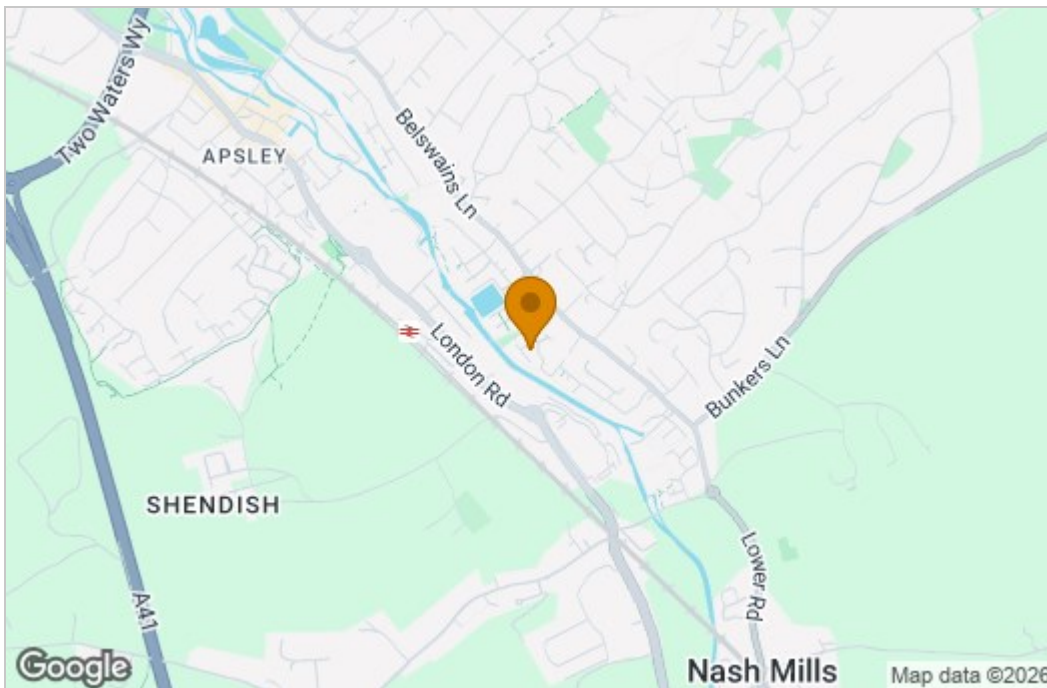 Two Waters Wy
APSLEY
Belswains Ln
London Rd
Bunkers Ln
SHENDISH
A41
Lower Rd
Nash Mills
Google
Map data ©2026